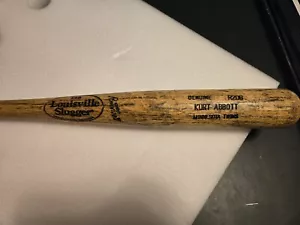 Louisville
Slugger
GENUINE
KURT ABBOTT
MINNESOTA TWINS